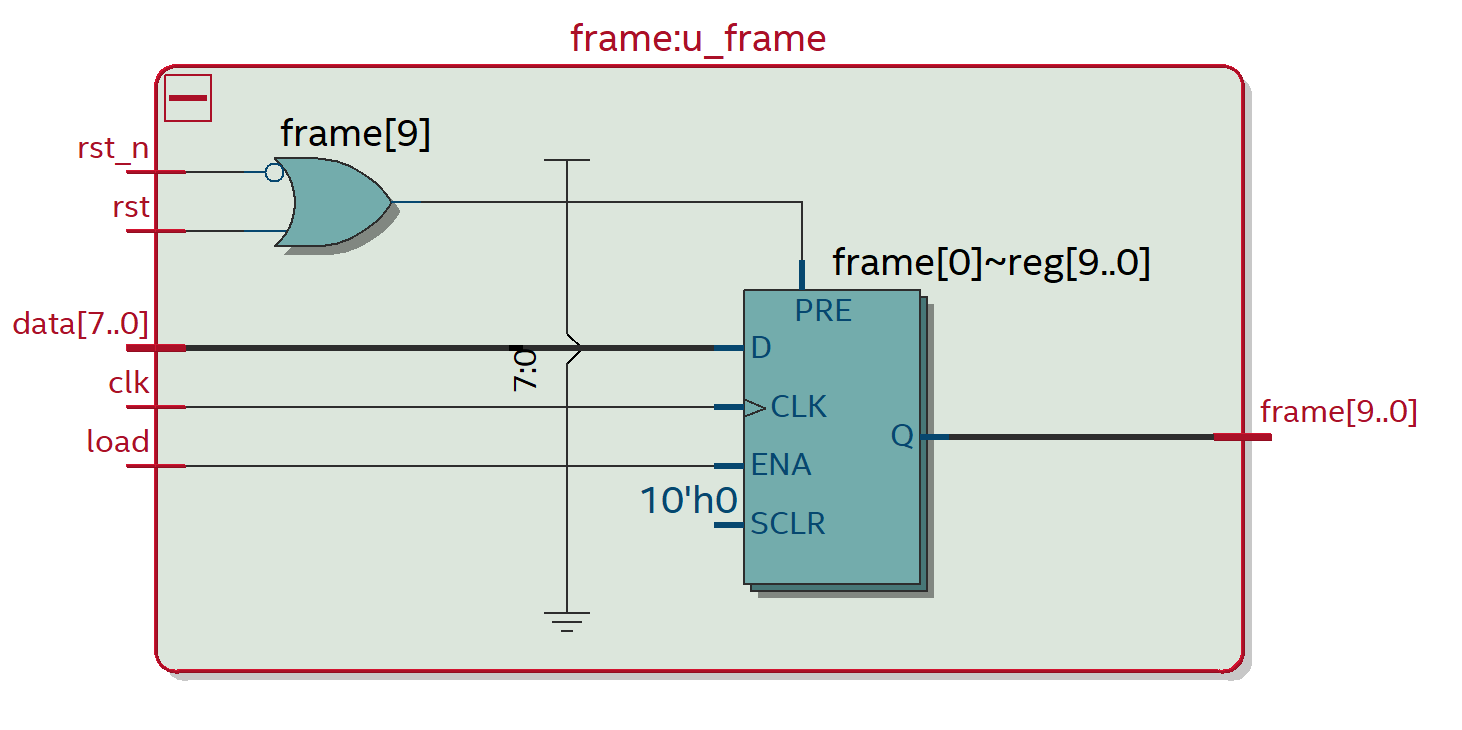 frame:u_frame
frame[9]
rst_n
rst
frame[0]~reg[9..0]
PRE
data[7..0]
7:0
D
clk
CLK
frame[9..0]
Q
load
ENA
10'h0
SCLR